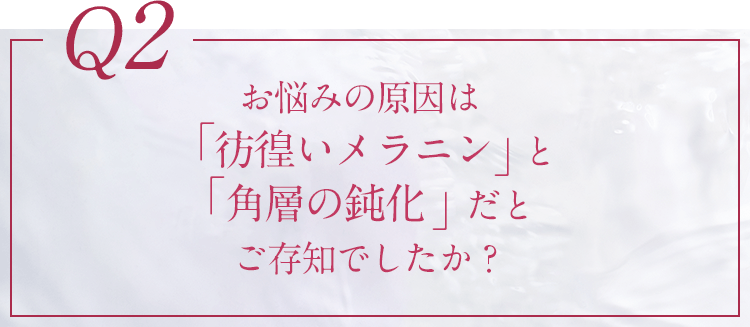 Q2
お悩みの原因は
「彷徨いメラニン」と
「角層の鈍化」だと
ご存知でしたか？